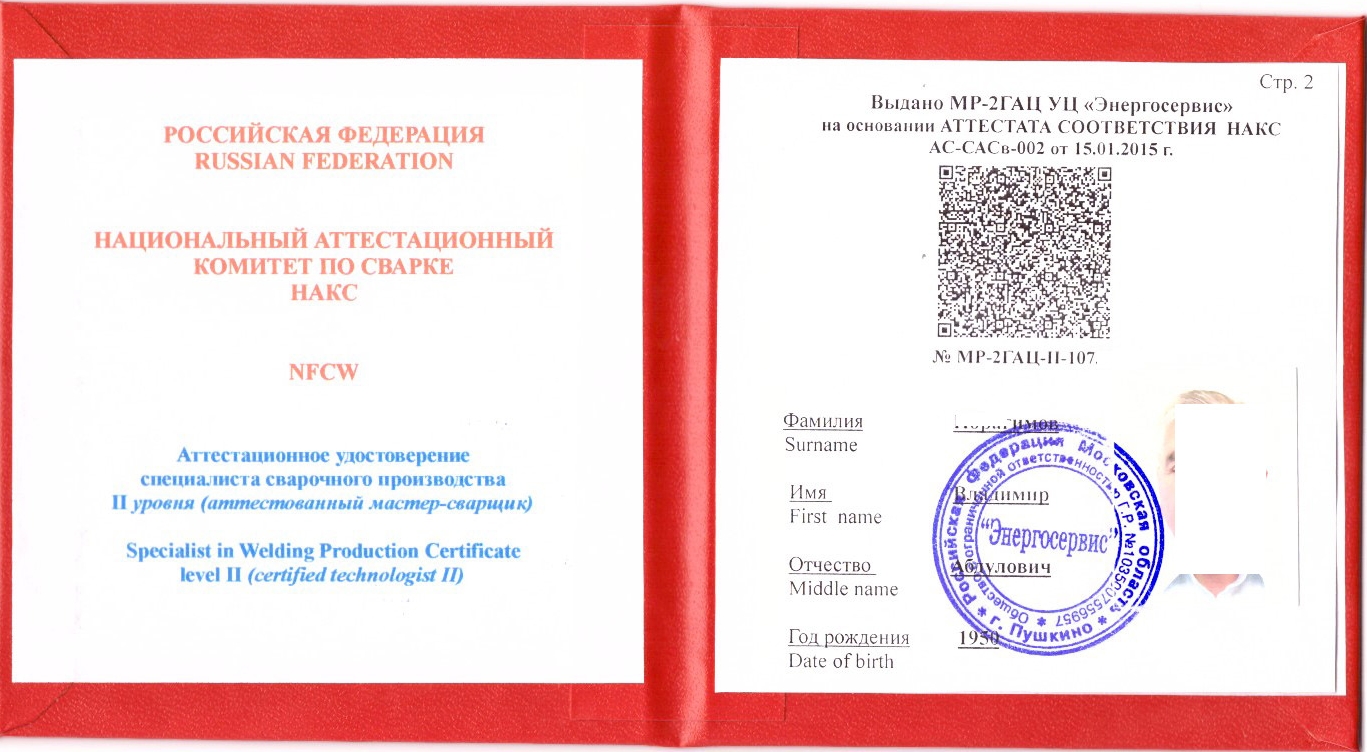 РОССИЙСКАЯ ФЕДЕРАЦИЯ
RUSSIAN FEDERATION
НАЦИОНАЛЬНЫЙ АТТЕСТАЦИОННЫЙ
КОМИТЕТ ПО СВАРКЕ
НАКС
NFCW
Аттестационное удостоверение
специалиста сварочного производства
II уровня (аттестованный мастер-сварщик)
Specialist in Welding Production Certificate
level II (certified technologist II)
Стр. 2
Выдано МР-2ГАЦ УЦ «Энергосервис»
на основании АТТЕСТАТА СООТВЕТСТВИЯ НАКС
АС-САСв-002 от 15.01.2015 г.
№ МР-2ГАЦ-II-107.
Фамилия
Surname
Имя Владимир
First name
Отчество Абдулович
Middle name
Год рождения 1950
Date of birth
Российская Федерация Московская область
* г. Пушкино *
Общество ограниченной ответственностью Г.Р. №
"Энергосервис"